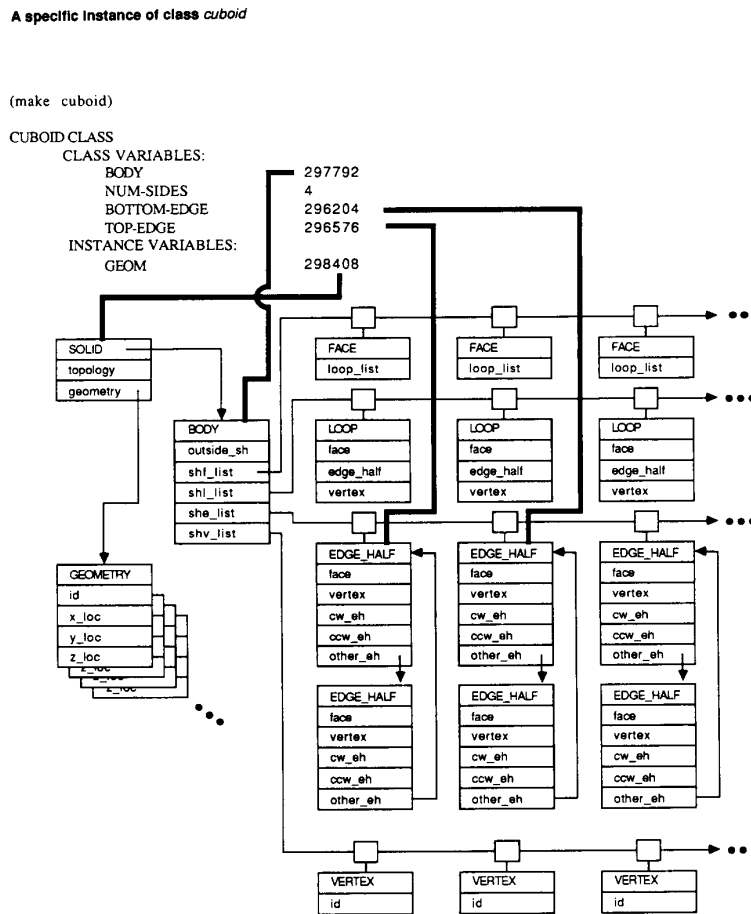 A specific instance of class cuboid
(make cuboid)
CUBOID CLASS
CLASS VARIABLES:
BODY 297792
NUM-SIDES 4
BOTTOM-EDGE 296204
TOP-EDGE 296576
INSTANCE VARIABLES:
GEOM 298408
SOLID
topology
geometry
FACE
loop_list
FACE
loop_list
FACE
loop_list
BODY
outside_sh
shf_list
shl_list
she_list
shv_list
LOOP
face
edge_half
vertex
LOOP
face
edge_half
vertex
LOOP
face
edge_half
vertex
GEOMETRY
id
x_loc
y_loc
z_loc
z_loc
z_loc
EDGE_HALF
face
vertex
cw_eh
ccw_eh
other_eh
EDGE_HALF
face
vertex
cw_eh
ccw_eh
other_eh
EDGE_HALF
face
vertex
cw_eh
ccw_eh
other_eh
EDGE_HALF
face
vertex
cw_eh
ccw_eh
other_eh
EDGE_HALF
face
vertex
cw_eh
ccw_eh
other_eh
EDGE_HALF
face
vertex
cw_eh
ccw_eh
other_eh
VERTEX
id
VERTEX
id
VERTEX
id